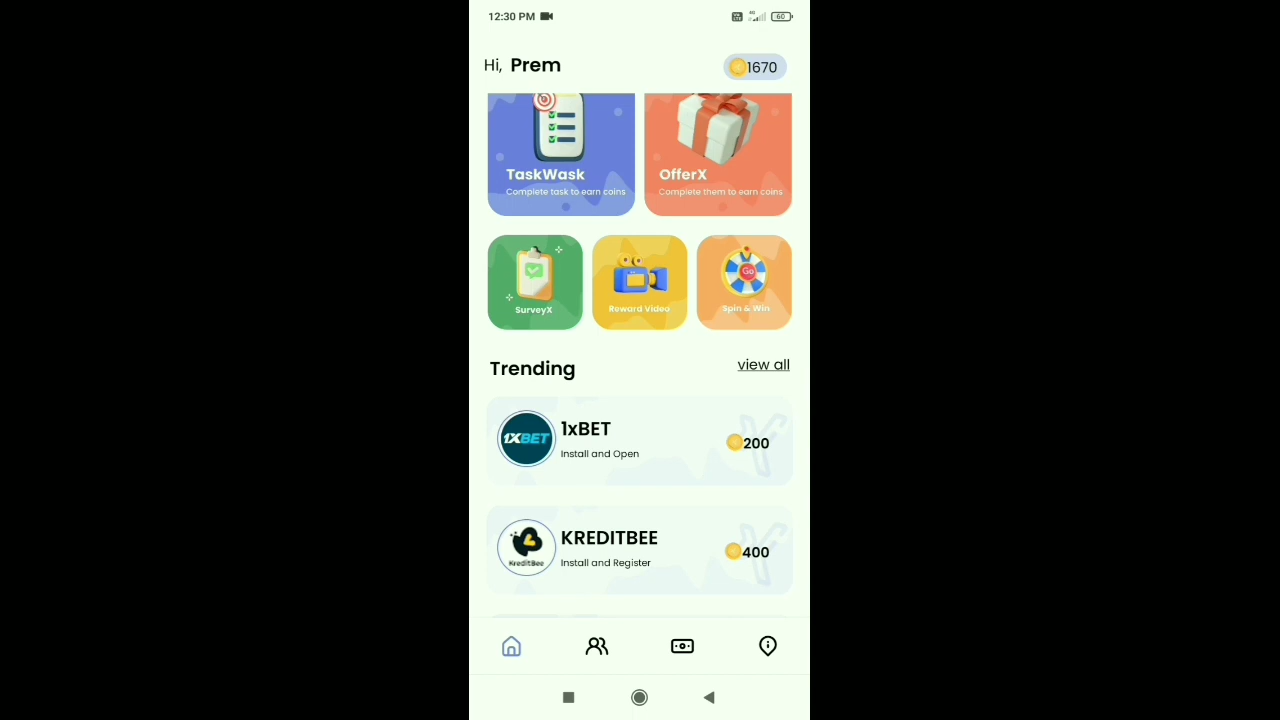 12:30 PM
60
Hi, Prem
1670
TaskWask
Complete task to earn coins
OfferX
Complete them to earn coins
Go
SurveyX
Reward Video
Spin & Win
Trending
view all
1XBET
1xBET
Install and Open
200
KreditBee
KREDITBEE
Install and Register
400